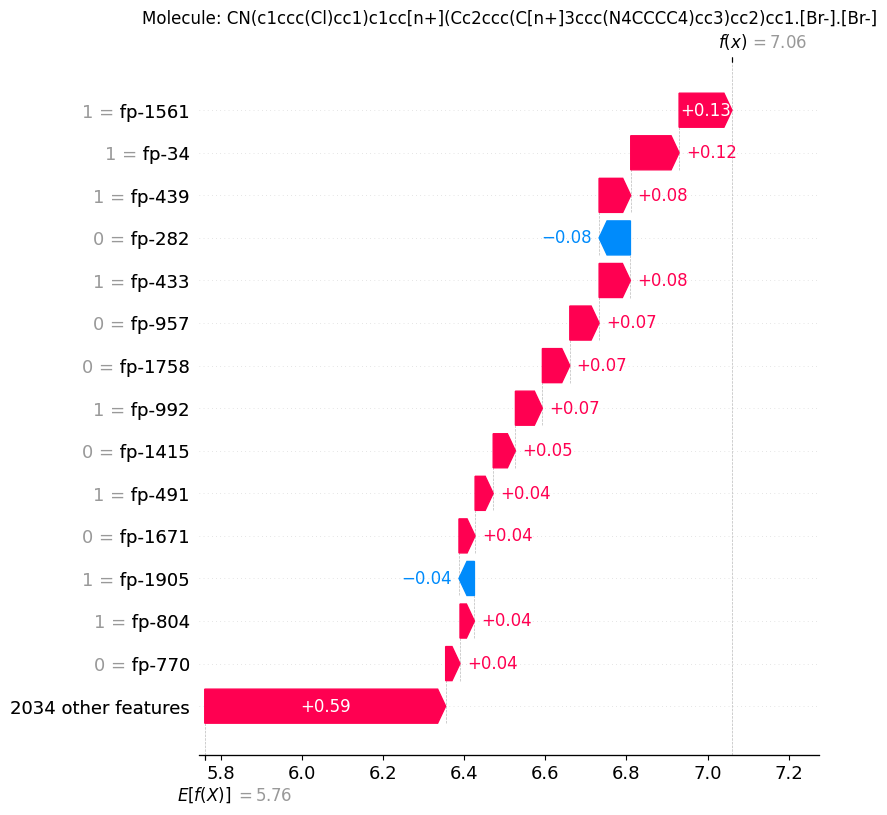 Molecule: CN(c1ccc(Cl)cc1)c1cc[n+](Cc2ccc(C[n+]3ccc(N4CCCC4)cc3)cc2)cc1.[Br-].[Br-]
f(x) = 7.06
1 = fp-1561 +0.13
1 = fp-34 +0.12
1 = fp-439 +0.08
0 = fp-282 −0.08
1 = fp-433 +0.08
0 = fp-957 +0.07
0 = fp-1758 +0.07
1 = fp-992 +0.07
0 = fp-1415 +0.05
1 = fp-491 +0.04
0 = fp-1671 +0.04
1 = fp-1905 −0.04
1 = fp-804 +0.04
0 = fp-770 +0.04
2034 other features +0.59
5.8 6.0 6.2 6.4 6.6 6.8 7.0 7.2
E[f(X)] = 5.76